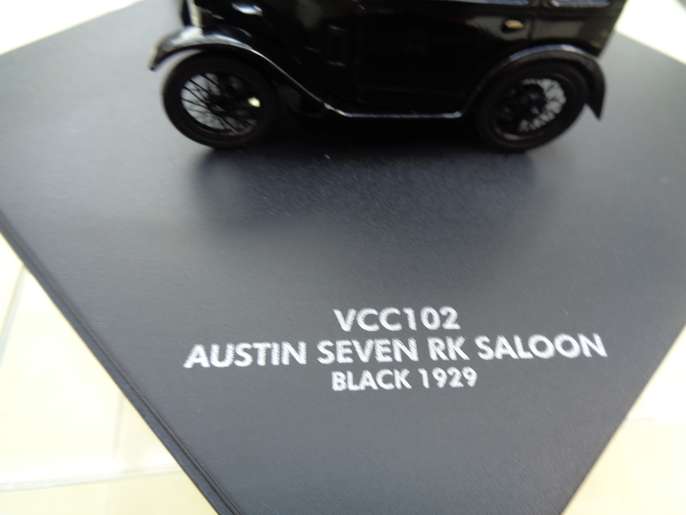 VCC102
AUSTIN SEVEN RK SALOON
BLACK 1929